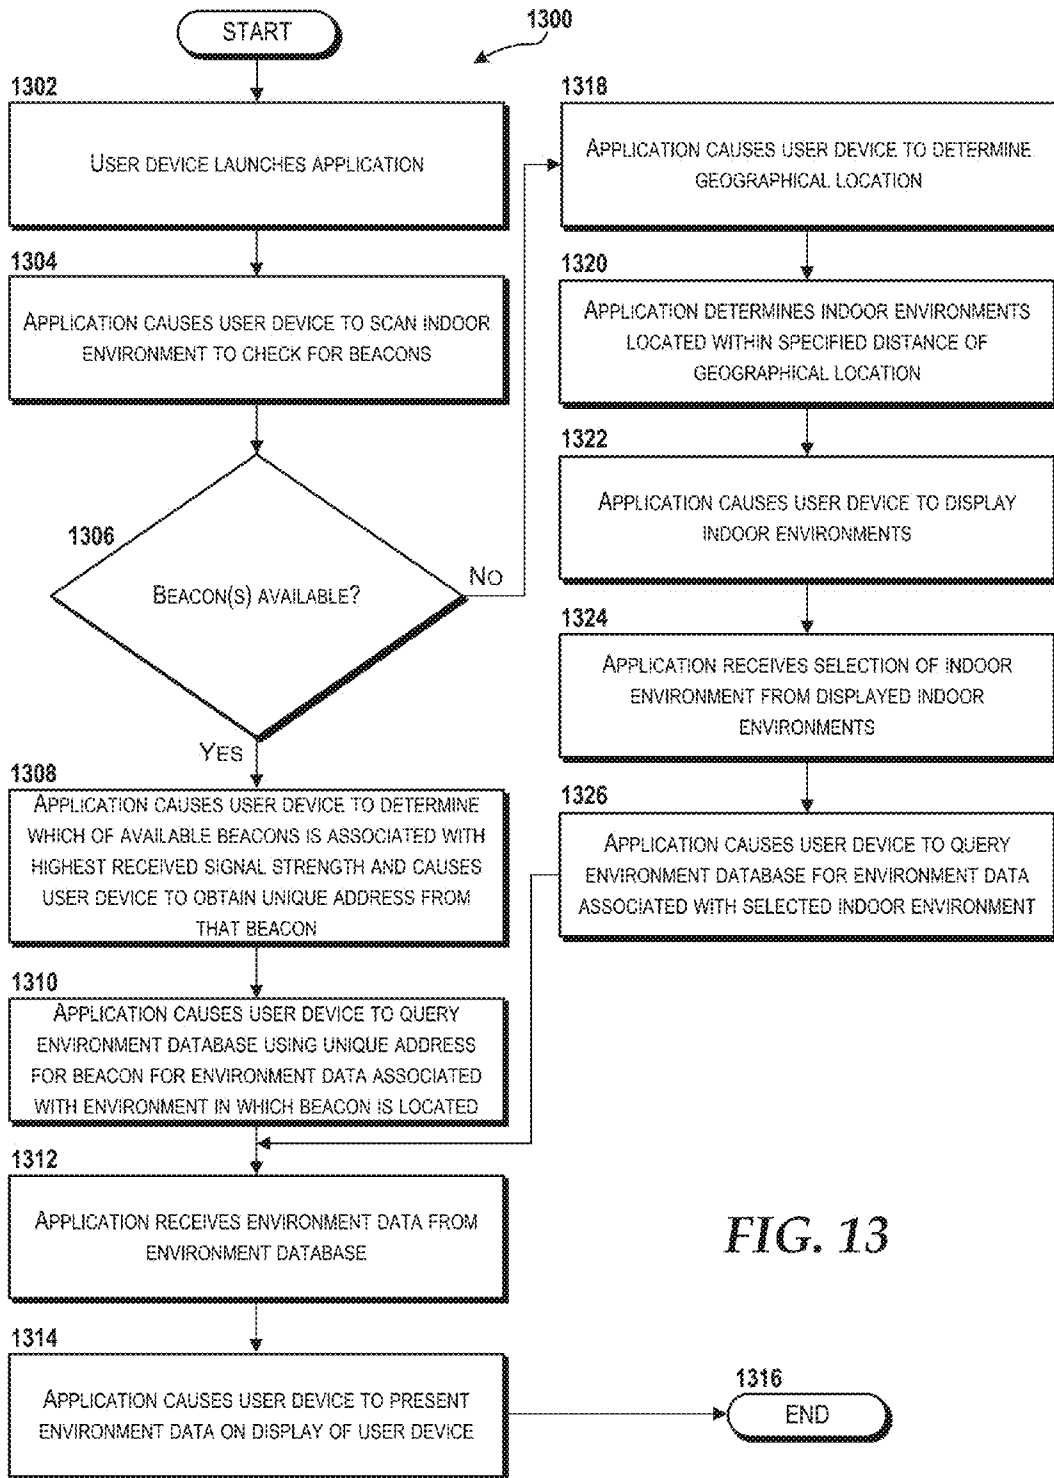 START
1300
1302
USER DEVICE LAUNCHES APPLICATION
1304
APPLICATION CAUSES USER DEVICE TO SCAN INDOOR
ENVIRONMENT TO CHECK FOR BEACONS
1306
BEACON(S) AVAILABLE?
NO
YES
1308
APPLICATION CAUSES USER DEVICE TO DETERMINE
WHICH OF AVAILABLE BEACONS IS ASSOCIATED WITH
HIGHEST RECEIVED SIGNAL STRENGTH AND CAUSES
USER DEVICE TO OBTAIN UNIQUE ADDRESS FROM
THAT BEACON
1310
APPLICATION CAUSES USER DEVICE TO QUERY
ENVIRONMENT DATABASE USING UNIQUE ADDRESS
FOR BEACON FOR ENVIRONMENT DATA ASSOCIATED
WITH ENVIRONMENT IN WHICH BEACON IS LOCATED
1312
APPLICATION RECEIVES ENVIRONMENT DATA FROM
ENVIRONMENT DATABASE
1314
APPLICATION CAUSES USER DEVICE TO PRESENT
ENVIRONMENT DATA ON DISPLAY OF USER DEVICE
1318
APPLICATION CAUSES USER DEVICE TO DETERMINE
GEOGRAPHICAL LOCATION
1320
APPLICATION DETERMINES INDOOR ENVIRONMENTS
LOCATED WITHIN SPECIFIED DISTANCE OF
GEOGRAPHICAL LOCATION
1322
APPLICATION CAUSES USER DEVICE TO DISPLAY
INDOOR ENVIRONMENTS
1324
APPLICATION RECEIVES SELECTION OF INDOOR
ENVIRONMENT FROM DISPLAYED INDOOR
ENVIRONMENTS
1326
APPLICATION CAUSES USER DEVICE TO QUERY
ENVIRONMENT DATABASE FOR ENVIRONMENT DATA
ASSOCIATED WITH SELECTED INDOOR ENVIRONMENT
FIG. 13
1316
END